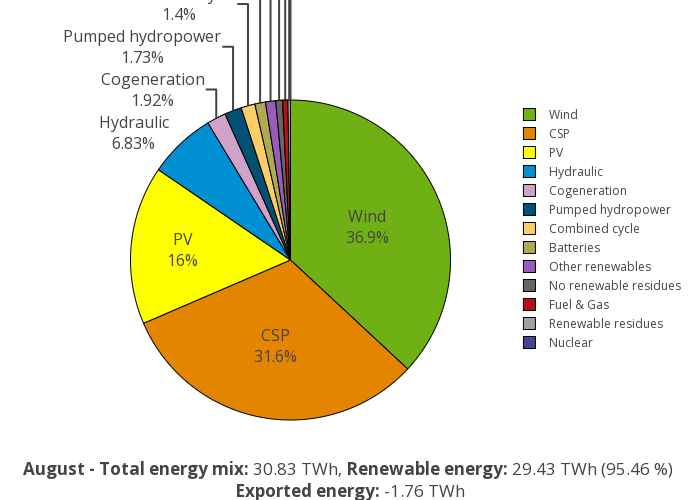 1.4%
Pumped hydropower
1.73%
Cogeneration
1.92%
Hydraulic
6.83%
Wind
36.9%
PV
16%
CSP
31.6%
Wind
CSP
PV
Hydraulic
Cogeneration
Pumped hydropower
Combined cycle
Batteries
Other renewables
No renewable residues
Fuel & Gas
Renewable residues
Nuclear
August - Total energy mix: 30.83 TWh, Renewable energy: 29.43 TWh (95.46 %)
Exported energy: -1.76 TWh